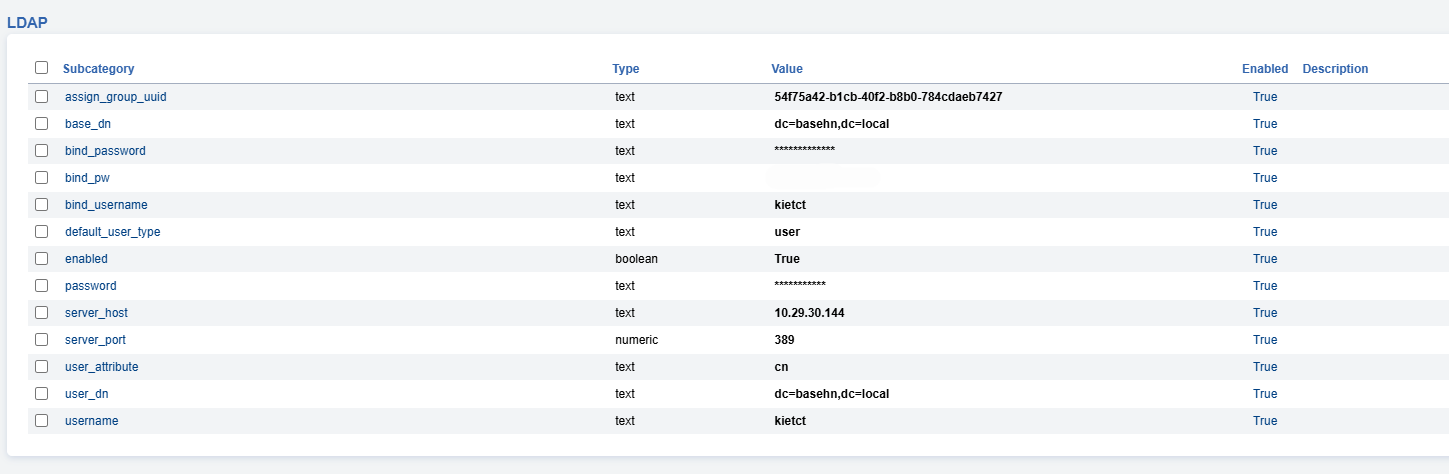 LDAP
Subcategory Type Value Enabled Description
assign_group_uuid text 54f75a42-b1cb-40f2-b8b0-784cdaeb7427 True
base_dn text dc=basehn,dc=local True
bind_password text ************* True
bind_pw text True
bind_username text kietct True
default_user_type text user True
enabled boolean True True
password text *********** True
server_host text 10.29.30.144 True
server_port numeric 389 True
user_attribute text cn True
user_dn text dc=basehn,dc=local True
username text kietct True